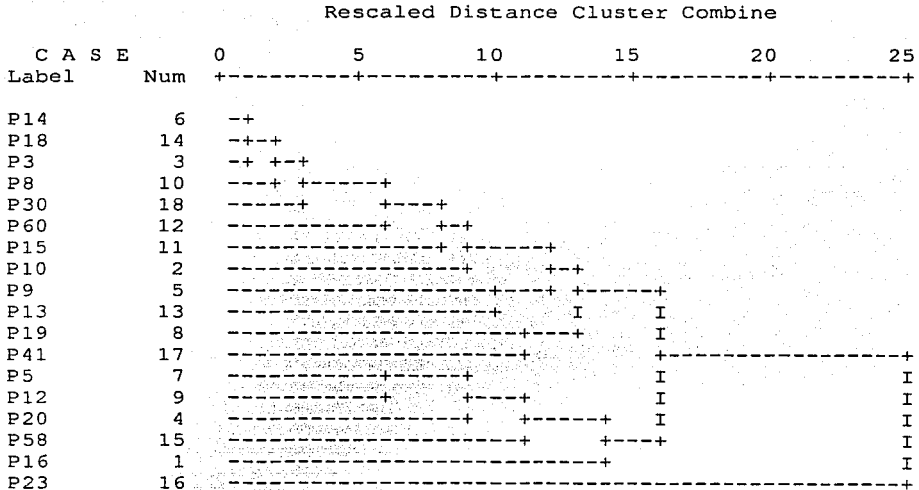 Rescaled Distance Cluster Combine
C A S E      0         5        10        15        20        25
Label     Num  +---------+---------+---------+---------+---------+
P14         6   -+
P18        14   -+-+
P3          3   -+ +-+
P8         10   ---+ +-----+
P30        18   -----+     +---+
P60        12   -----------+   +-+
P15        11   ---------------+ +-----+
P10         2   -----------------+     +-+
P9          5   -------------------+---+ +-----+
P13        13   -------------------+     I     I
P19         8   ---------------------+---+     I
P41        17   ---------------------+         +-----------------+
P5          7   -----------+-----+             I                 I
P12         9   -----------+     +---+         I                 I
P20         4   -----------------+   +-----+   I                 I
P58        15   ---------------------+     +---+                 I
P16         1   ---------------------------+                     I
P23        16   -------------------------------------------------+